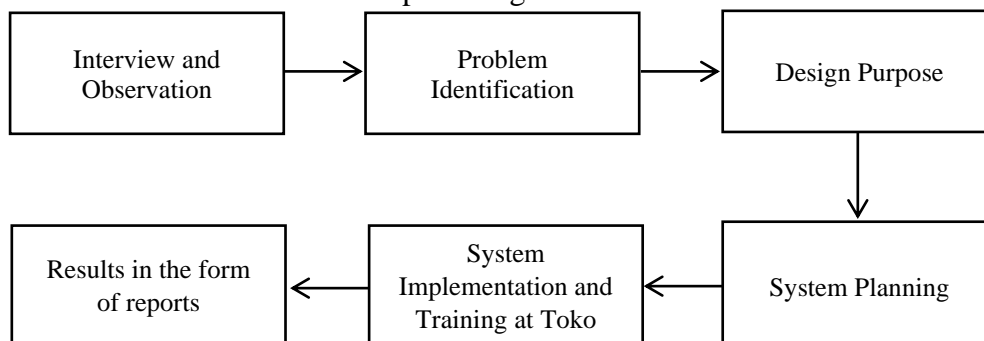 Interview and
Observation
Problem
Identification
Design Purpose
System Planning
System
Implementation and
Training at Toko
Results in the form
of reports